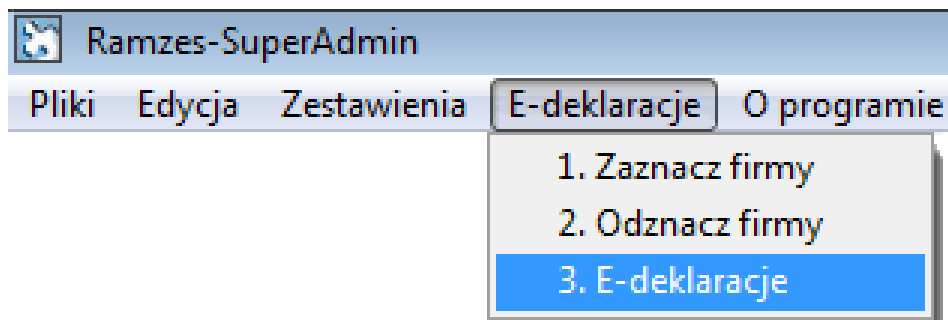 Ramzes-SuperAdmin
Pliki Edycja Zestawienia E-deklaracje O programie
1. Zaznacz firmy
2. Odznacz firmy
3. E-deklaracje